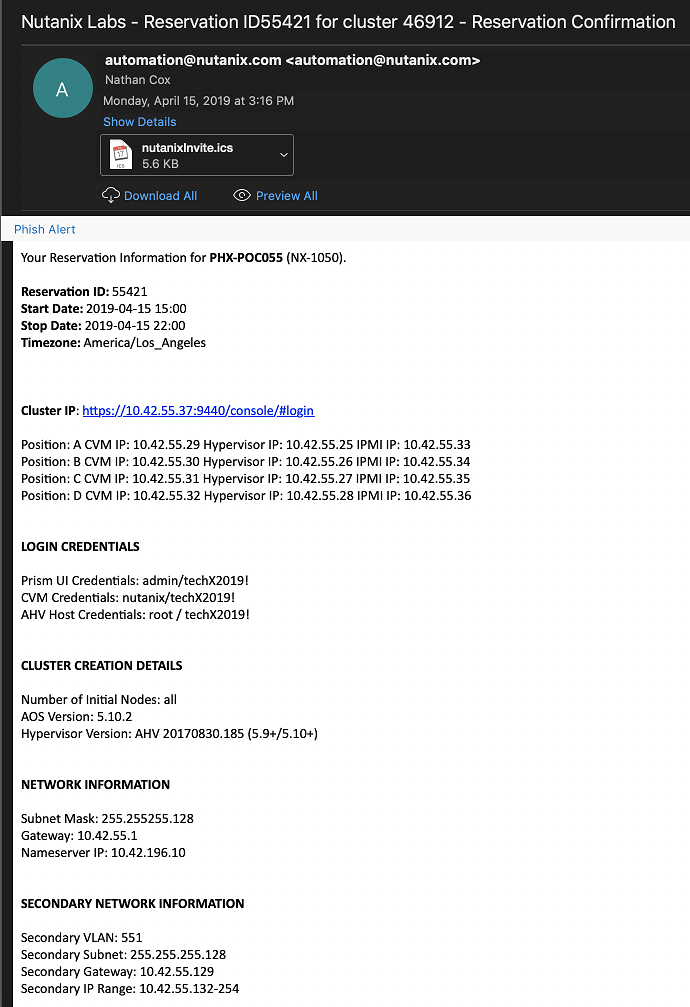 Nutanix Labs - Reservation ID55421 for cluster 46912 - Reservation Confirmation
A
automation@nutanix.com <automation@nutanix.com>
Nathan Cox
Monday, April 15, 2019 at 3:16 PM
Show Details
17
ICS
nutanixInvite.ics
5.6 KB
Download All
Preview All
Phish Alert
Your Reservation Information for PHX-POC055 (NX-1050).
Reservation ID: 55421
Start Date: 2019-04-15 15:00
Stop Date: 2019-04-15 22:00
Timezone: America/Los_Angeles
Cluster IP: https://10.42.55.37:9440/console/#login
Position: A CVM IP: 10.42.55.29 Hypervisor IP: 10.42.55.25 IPMI IP: 10.42.55.33
Position: B CVM IP: 10.42.55.30 Hypervisor IP: 10.42.55.26 IPMI IP: 10.42.55.34
Position: C CVM IP: 10.42.55.31 Hypervisor IP: 10.42.55.27 IPMI IP: 10.42.55.35
Position: D CVM IP: 10.42.55.32 Hypervisor IP: 10.42.55.28 IPMI IP: 10.42.55.36
LOGIN CREDENTIALS
Prism UI Credentials: admin/techX2019!
CVM Credentials: nutanix/techX2019!
AHV Host Credentials: root / techX2019!
CLUSTER CREATION DETAILS
Number of Initial Nodes: all
AOS Version: 5.10.2
Hypervisor Version: AHV 20170830.185 (5.9+/5.10+)
NETWORK INFORMATION
Subnet Mask: 255.255255.128
Gateway: 10.42.55.1
Nameserver IP: 10.42.196.10
SECONDARY NETWORK INFORMATION
Secondary VLAN: 551
Secondary Subnet: 255.255.255.128
Secondary Gateway: 10.42.55.129
Secondary IP Range: 10.42.55.132-254